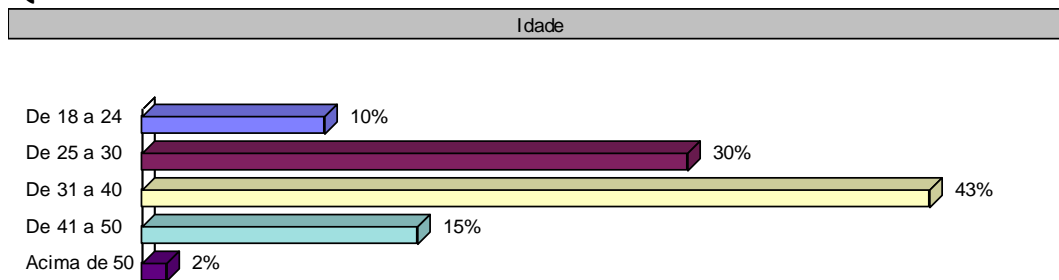 Idade
De 18 a 24 10%
De 25 a 30 30%
De 31 a 40 43%
De 41 a 50 15%
Acima de 50 2%